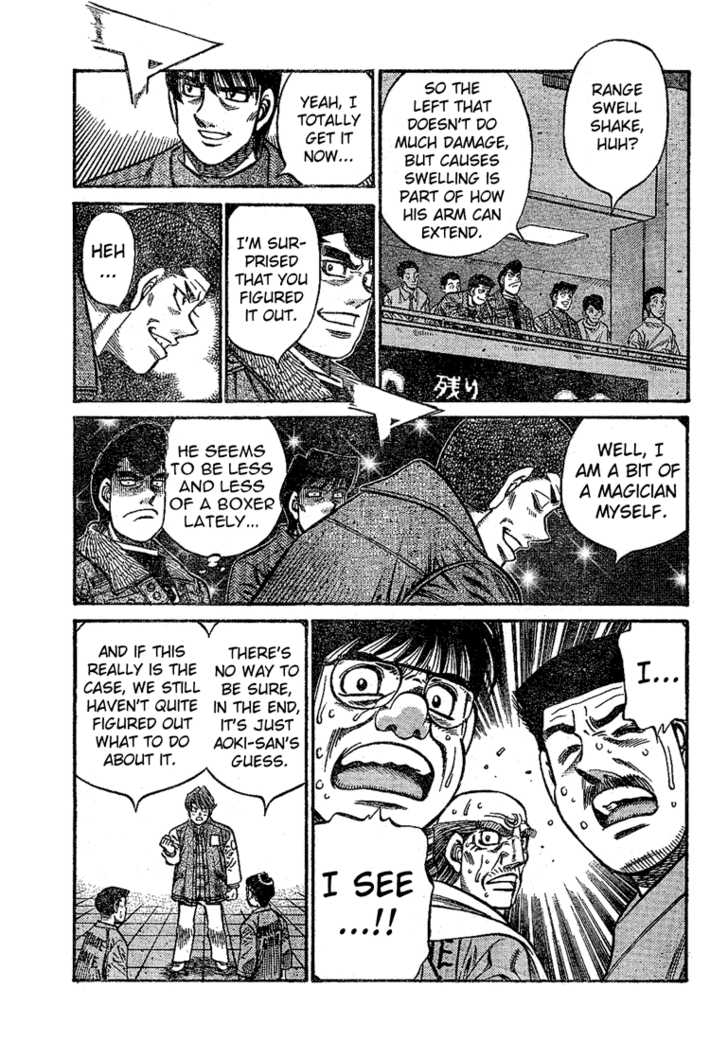 RANGE
SWELL
SHAKE,
HUH?
SO THE
LEFT THAT
DOESN'T DO
MUCH DAMAGE,
BUT CAUSES
SWELLING IS
PART OF HOW
HIS ARM CAN
EXTEND.
残り
YEAH, I
TOTALLY
GET IT
NOW...
I'M SUR-
PRISED
THAT YOU
FIGURED
IT OUT.
HEH
...
WELL, I
AM A BIT OF
A MAGICIAN
MYSELF.
HE SEEMS
TO BE LESS
AND LESS
OF A BOXER
LATELY...
I...
I SEE
...!!
THERE'S
NO WAY TO
BE SURE,
IN THE END,
IT'S JUST
AOKI-SAN'S
GUESS.
AND IF THIS
REALLY IS THE
CASE, WE STILL
HAVEN'T QUITE
FIGURED OUT
WHAT TO DO
ABOUT IT.